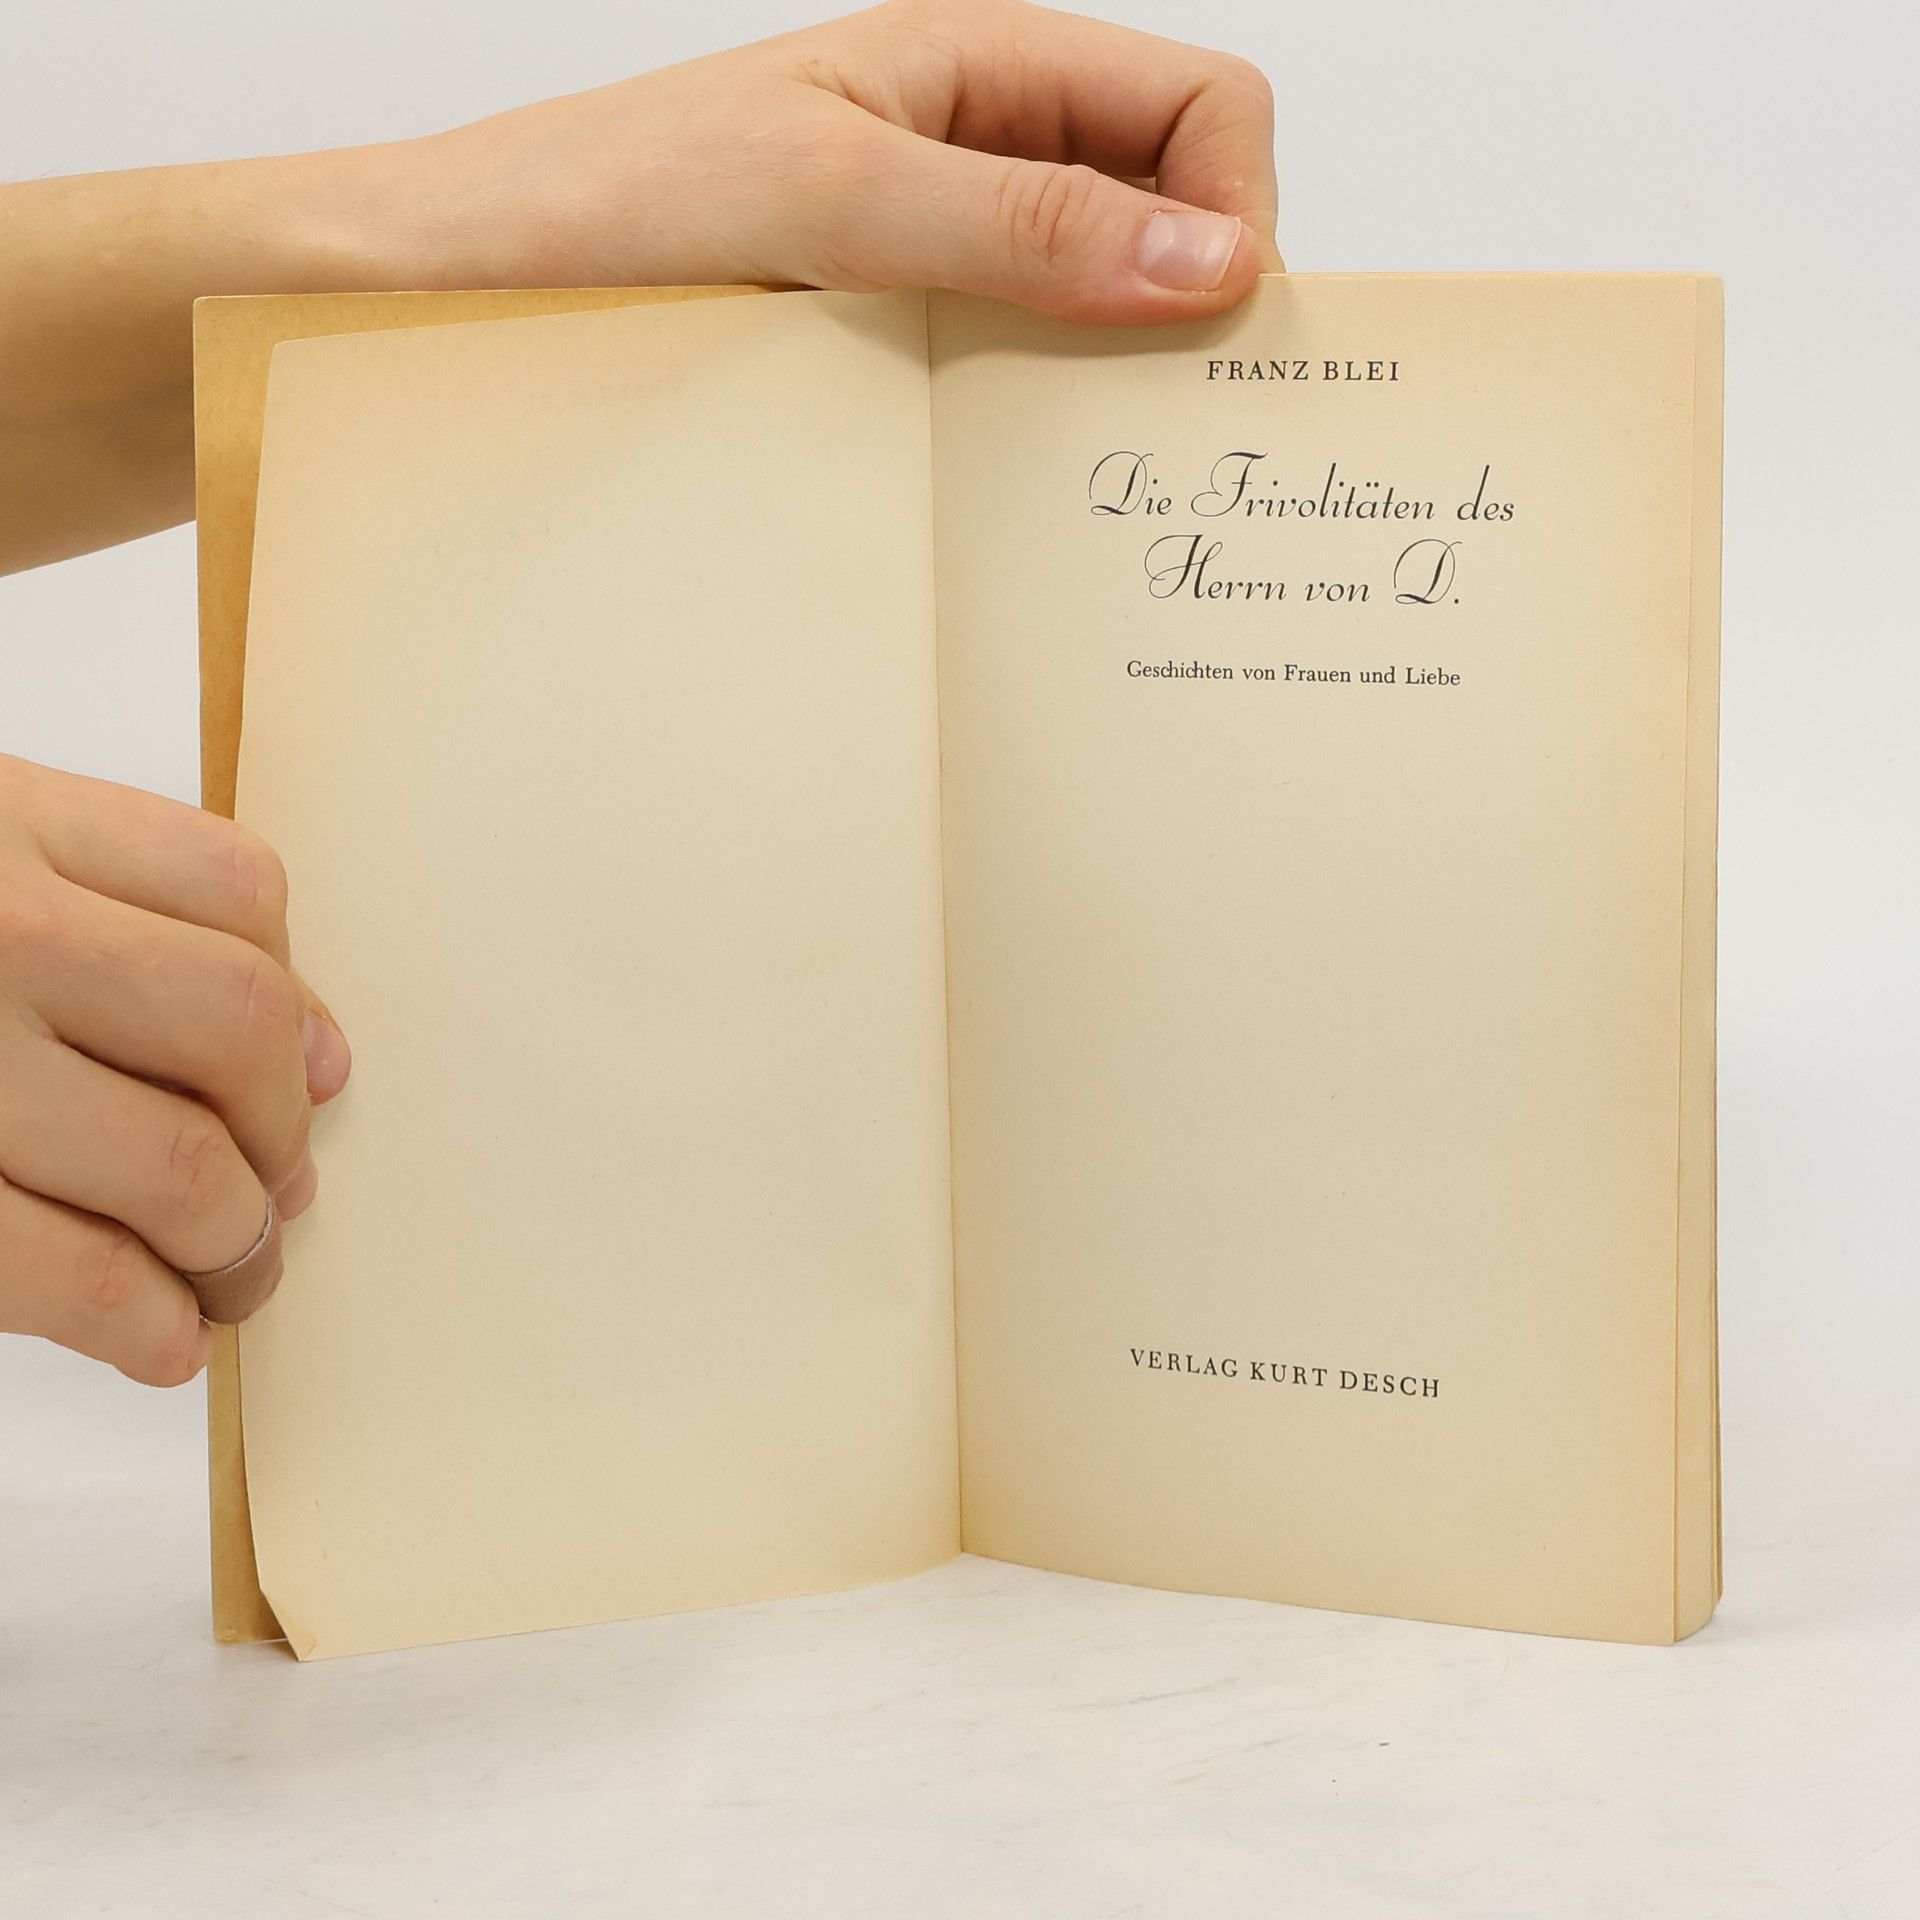 FRANZ BLEI
Die Frivolitäten des
Herrn von D.
Geschichten von Frauen und Liebe
VERLAG KURT DESCH